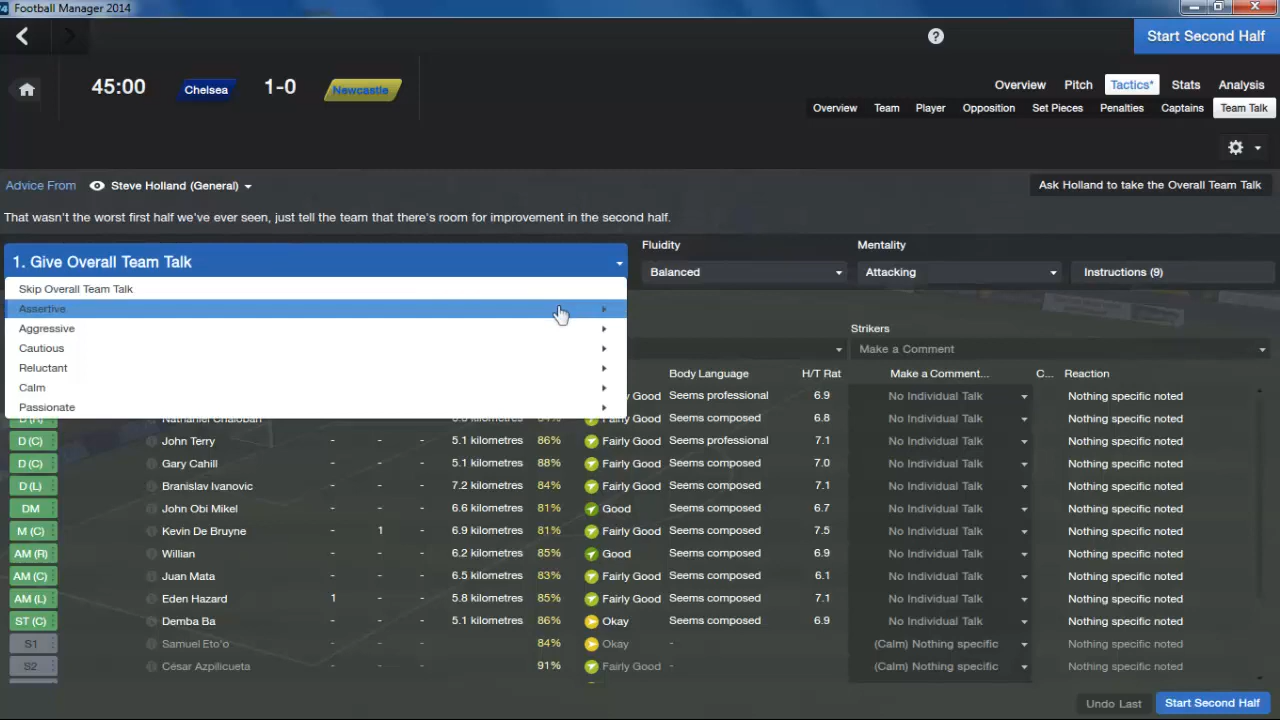 Football Manager 2014
Start Second Half
45:00 Chelsea 1-0 Newcastle
Overview Pitch Tactics* Stats Analysis
Overview Team Player Opposition Set Pieces Penalties Captains Team Talk
Advice From Steve Holland (General)
Ask Holland to take the Overall Team Talk
That wasn't the worst first half we've ever seen, just tell the team that there's room for improvement in the second half.
1. Give Overall Team Talk
Fluidity Mentality
Balanced Attacking Instructions (9)
Skip Overall Team Talk
Assertive
Aggressive
Cautious
Reluctant
Calm
Passionate
Strikers
Make a Comment
Body Language H/T Rat Make a Comment... C... Reaction
Fairly Good Seems professional 6.9 No Individual Talk Nothing specific noted
Fairly Good Seems composed 6.8 No Individual Talk Nothing specific noted
D (C) John Terry - - - 5.1 kilometres 86% Fairly Good Seems professional 7.1 No Individual Talk Nothing specific noted
D (C) Gary Cahill - - - 5.1 kilometres 88% Fairly Good Seems composed 7.0 No Individual Talk Nothing specific noted
D (L) Branislav Ivanovic - - - 7.2 kilometres 84% Fairly Good Seems composed 7.1 No Individual Talk Nothing specific noted
DM John Obi Mikel - - - 6.6 kilometres 81% Good Seems composed 6.7 No Individual Talk Nothing specific noted
M (C) Kevin De Bruyne - 1 - 6.9 kilometres 81% Fairly Good Seems composed 7.5 No Individual Talk Nothing specific noted
AM (R) Willian - - - 6.2 kilometres 85% Good Seems composed 6.9 No Individual Talk Nothing specific noted
AM (C) Juan Mata - - - 6.5 kilometres 83% Fairly Good Seems composed 6.1 No Individual Talk Nothing specific noted
AM (L) Eden Hazard 1 - - 5.8 kilometres 85% Fairly Good Seems composed 7.1 No Individual Talk Nothing specific noted
ST (C) Demba Ba - - - 5.1 kilometres 86% Okay Seems composed 6.9 No Individual Talk Nothing specific noted
S1 Samuel Eto'o - - - 84% Okay - (Calm) Nothing specific Nothing specific noted
S2 César Azpilicueta - - - 91% Fairly Good - (Calm) Nothing specific Nothing specific noted
Undo Last Start Second Half